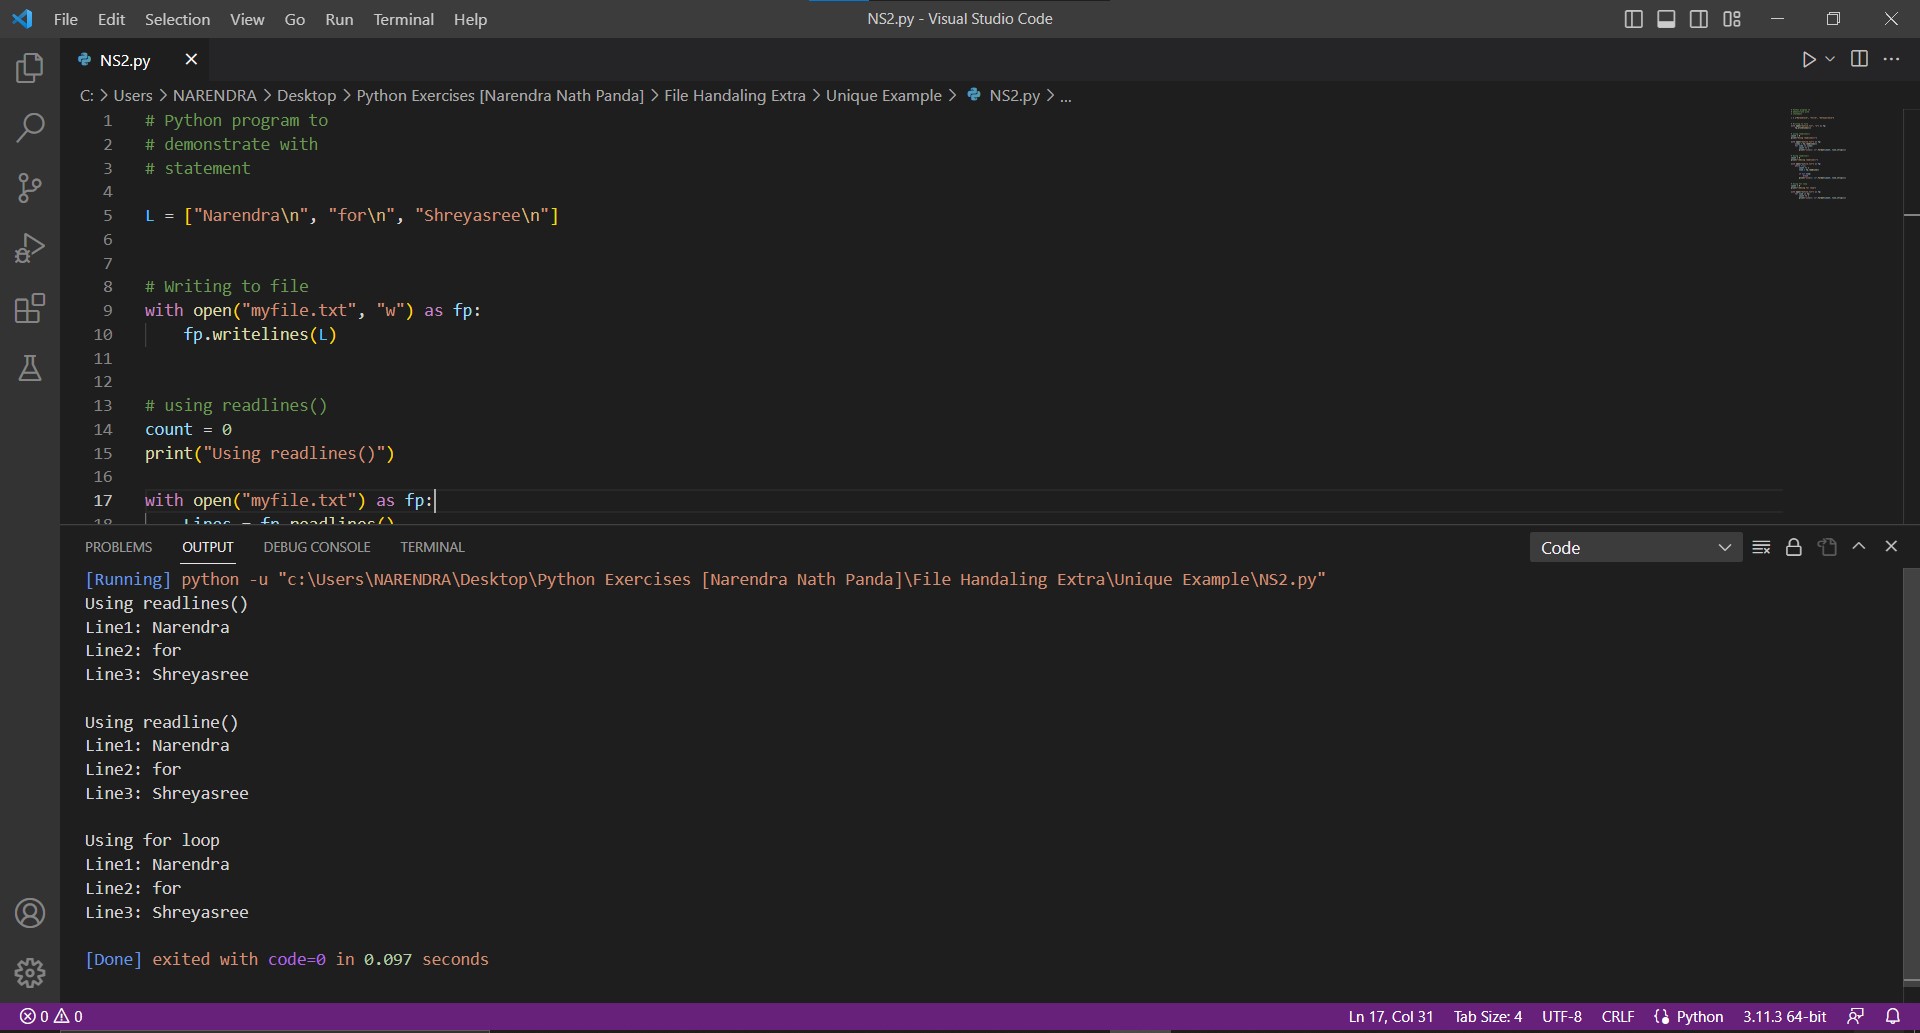 File Edit Selection View Go Run Terminal Help
NS2.py - Visual Studio Code
NS2.py
C: > Users > NARENDRA > Desktop > Python Exercises [Narendra Nath Panda] > File Handaling Extra > Unique Example > NS2.py > ...
1 # Python program to
2 # demonstrate with
3 # statement
4
5 L = ["Narendra\n", "for\n", "Shreyasree\n"]
6
7
8 # Writing to file
9 with open("myfile.txt", "w") as fp:
10 fp.writelines(L)
11
12
13 # using readlines()
14 count = 0
15 print("Using readlines()")
16
17 with open("myfile.txt") as fp:
18 Lines = fp.readlines()
PROBLEMS OUTPUT DEBUG CONSOLE TERMINAL
Code
[Running] python -u "c:\Users\NARENDRA\Desktop\Python Exercises [Narendra Nath Panda]\File Handaling Extra\Unique Example\NS2.py"
Using readlines()
Line1: Narendra
Line2: for
Line3: Shreyasree
Using readline()
Line1: Narendra
Line2: for
Line3: Shreyasree
Using for loop
Line1: Narendra
Line2: for
Line3: Shreyasree
[Done] exited with code=0 in 0.097 seconds
0 0
Ln 17, Col 31 Tab Size: 4 UTF-8 CRLF Python 3.11.3 64-bit